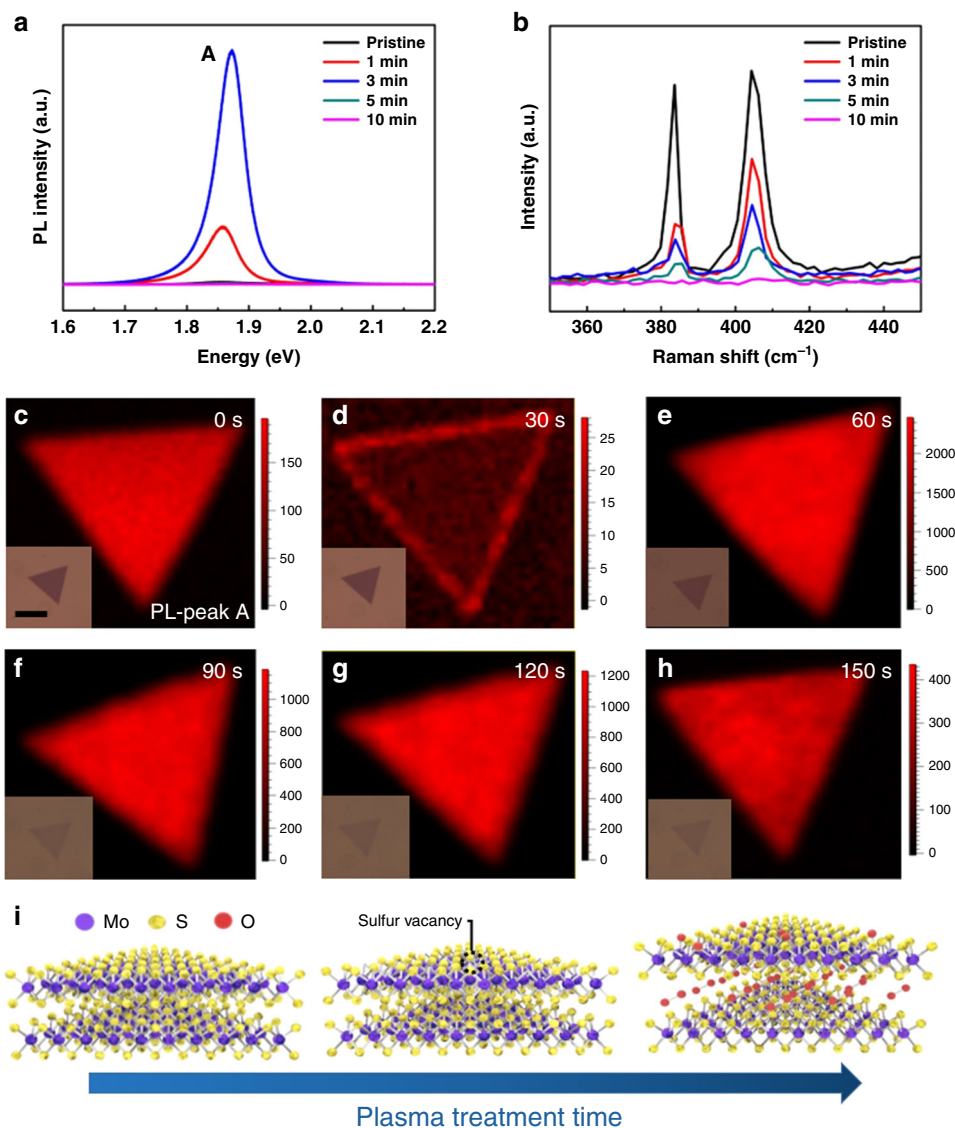 a
PL intensity (a.u.)
A
Pristine
1 min
3 min
5 min
10 min
1.6 1.7 1.8 1.9 2.0 2.1 2.2
Energy (eV)
b
Intensity (a.u.)
Pristine
1 min
3 min
5 min
10 min
360 380 400 420 440
Raman shift (cm⁻¹)
c
0 s
PL-peak A
150
100
50
0
d
30 s
25
20
15
10
5
0
e
60 s
2000
1500
1000
500
0
f
90 s
1000
800
600
400
200
0
g
120 s
1200
1000
800
600
400
200
0
h
150 s
400
300
200
100
0
i
Mo S O
Sulfur vacancy
Plasma treatment time